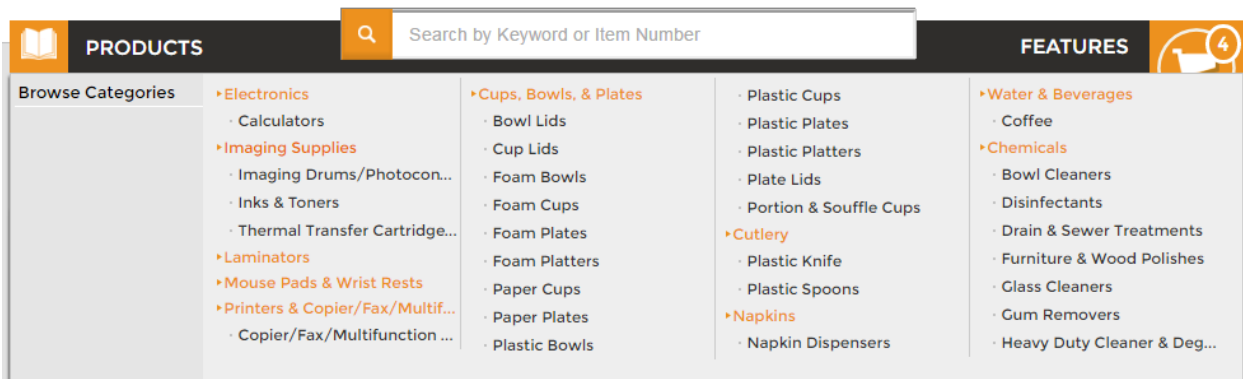 PRODUCTS
Search by Keyword or Item Number
FEATURES
4
Browse Categories
Electronics
Calculators
Imaging Supplies
Imaging Drums/Photocon...
Inks & Toners
Thermal Transfer Cartridge...
Laminators
Mouse Pads & Wrist Rests
Printers & Copier/Fax/Multif...
Copier/Fax/Multifunction ...
Cups, Bowls, & Plates
Bowl Lids
Cup Lids
Foam Bowls
Foam Cups
Foam Plates
Foam Platters
Paper Cups
Paper Plates
Plastic Bowls
Plastic Cups
Plastic Plates
Plastic Platters
Plate Lids
Portion & Souffle Cups
Cutlery
Plastic Knife
Plastic Spoons
Napkins
Napkin Dispensers
Water & Beverages
Coffee
Chemicals
Bowl Cleaners
Disinfectants
Drain & Sewer Treatments
Furniture & Wood Polishes
Glass Cleaners
Gum Removers
Heavy Duty Cleaner & Deg...